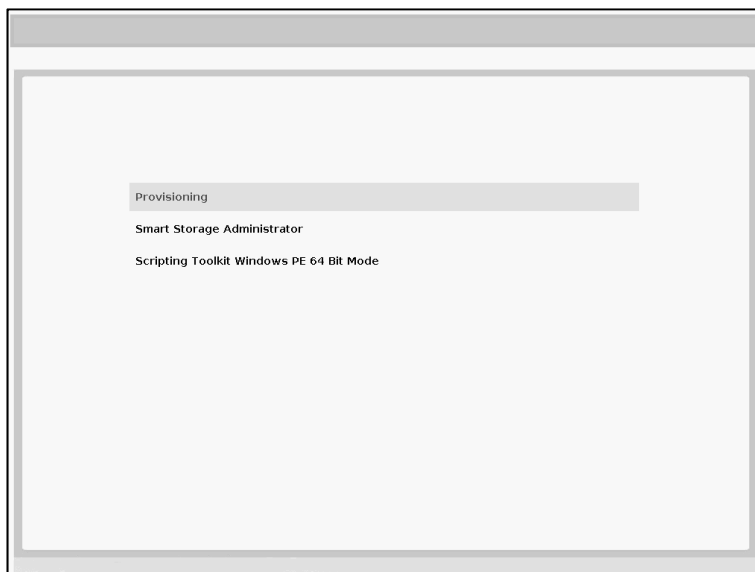 Provisioning
Smart Storage Administrator
Scripting Toolkit Windows PE 64 Bit Mode